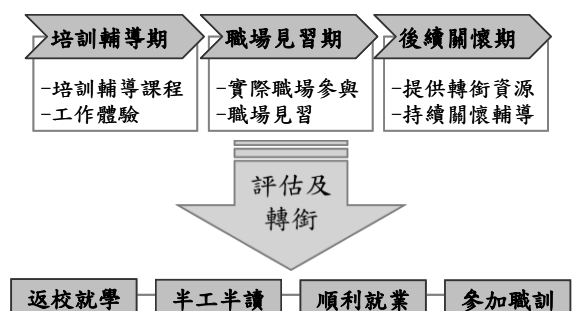 培訓輔導期
職場見習期
後續關懷期
-培訓輔導課程
-工作體驗
-實際職場參與
-職場見習
-提供轉銜資源
-持續關懷輔導
評估及
轉銜
返校就學
半工半讀
順利就業
參加職訓